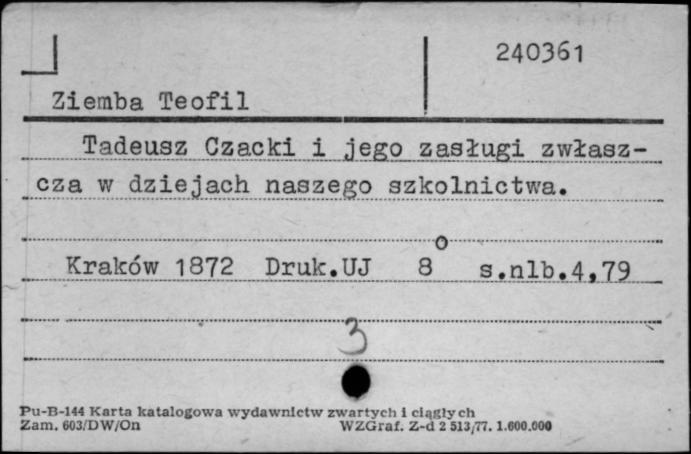 240361
Ziemba Teofil
Tadeusz Czacki i jego zasługi zwłasz-
cza w dziejach naszego szkolnictwa.
Kraków 1872 Druk.UJ 8° s.nlb.4,79
3
Pu-B-144 Karta katalogowa wydawnictw zwartych i ciągłych
Zam. 603/DW/On WZGraf. Z-d 2 513/77. 1.600.000